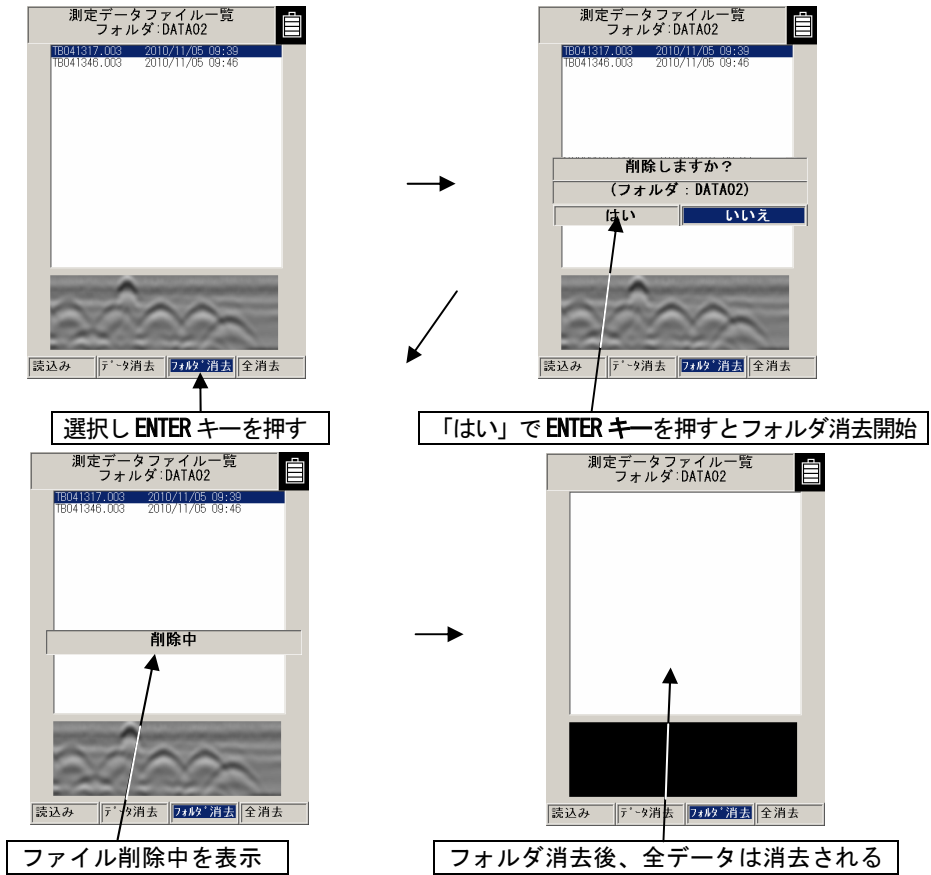 測定データファイル一覧
フォルダ:DATA02
TB041317.003 2010/11/05 09:39
TB041346.003 2010/11/05 09:46
読込み データ消去 フォルダ消去 全消去
選択し ENTER キーを押す
測定データファイル一覧
フォルダ:DATA02
TB041317.003 2010/11/05 09:39
TB041346.003 2010/11/05 09:46
削除しますか?
(フォルダ:DATA02)
はい いいえ
読込み データ消去 フォルダ消去 全消去
「はい」で ENTER キーを押すとフォルダ消去開始
測定データファイル一覧
フォルダ:DATA02
TB041317.003 2010/11/05 09:39
TB041346.003 2010/11/05 09:46
削除中
読込み データ消去 フォルダ消去 全消去
ファイル削除中を表示
測定データファイル一覧
フォルダ:DATA02
読込み データ消去 フォルダ消去 全消去
フォルダ消去後、全データは消去される